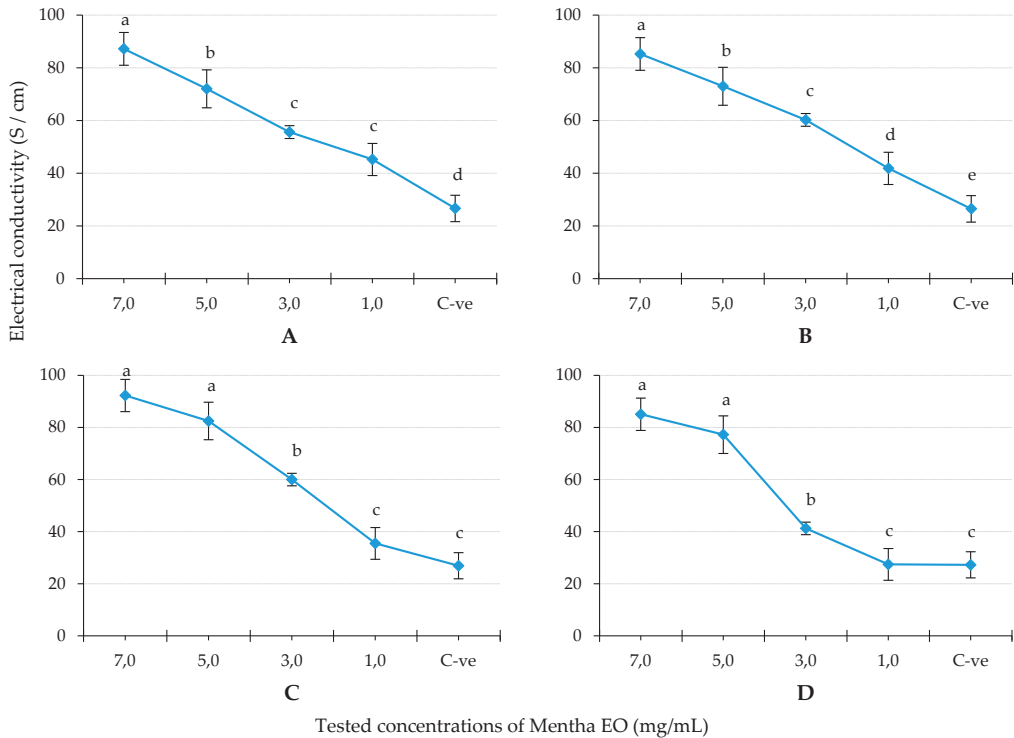 Electrical conductivity (S / cm)
100
80
60
40
20
0
a
b
c
c
d
7,0
5,0
3,0
1,0
C-ve
A
100
80
60
40
20
0
a
b
c
d
e
7,0
5,0
3,0
1,0
C-ve
B
100
80
60
40
20
0
a
a
b
c
c
7,0
5,0
3,0
1,0
C-ve
C
100
80
60
40
20
0
a
a
b
c
c
7,0
5,0
3,0
1,0
C-ve
D
Tested concentrations of Mentha EO (mg/mL)